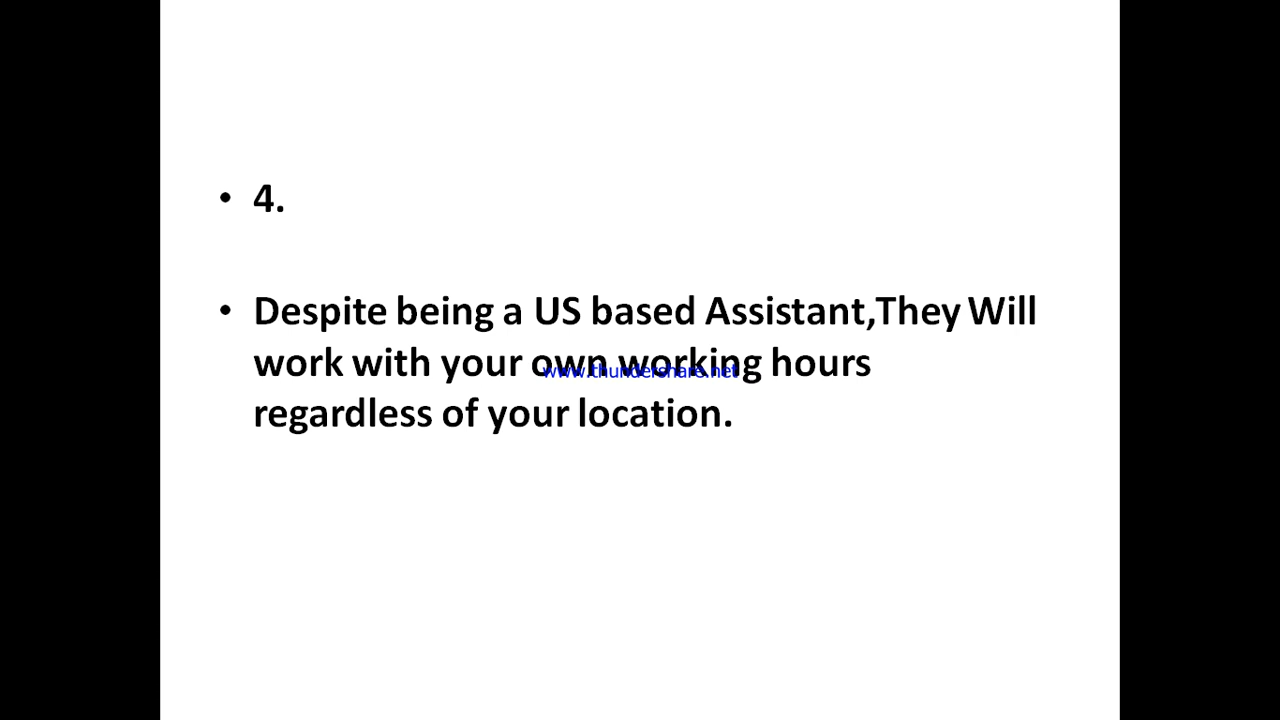 • 4.
• Despite being a US based Assistant,They Will
work with your own working hours
www.thundershare.net
regardless of your location.